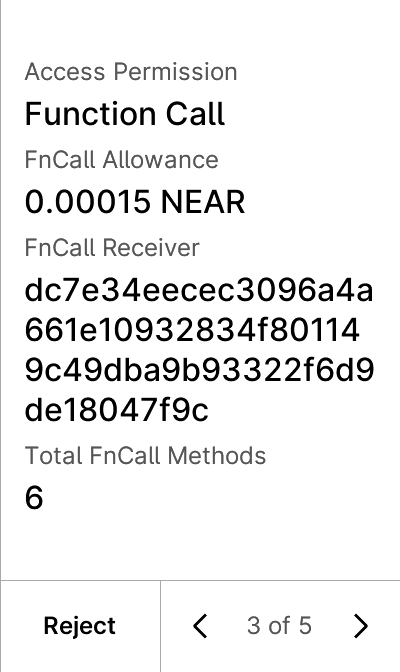 Access Permission
Function Call
FnCall Allowance
0.00015 NEAR
FnCall Receiver
dc7e34eecec3096a4a
661e10932834f80114
9c49dba9b93322f6d9
de18047f9c
Total FnCall Methods
6
Reject
3 of 5